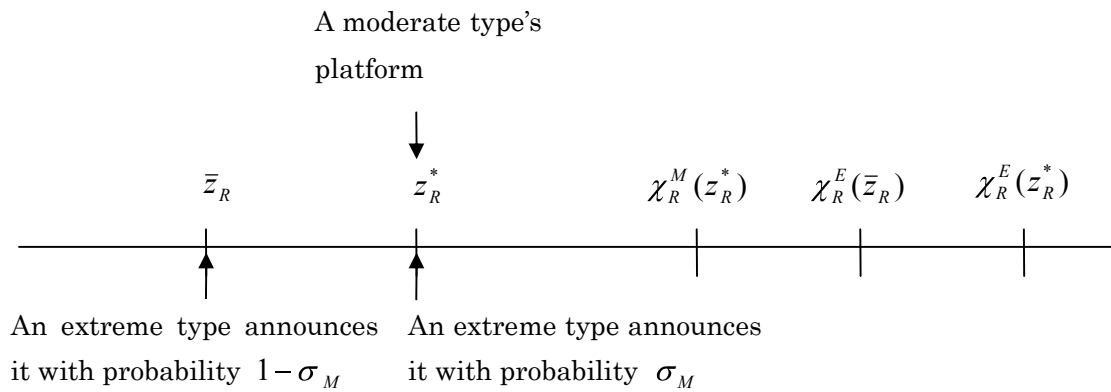 A moderate type's
platform
z̄_R z*_R χ^M_R(z*_R) χ^E_R(z̄_R) χ^E_R(z*_R)
An extreme type announces An extreme type announces
it with probability 1−σ_M it with probability σ_M